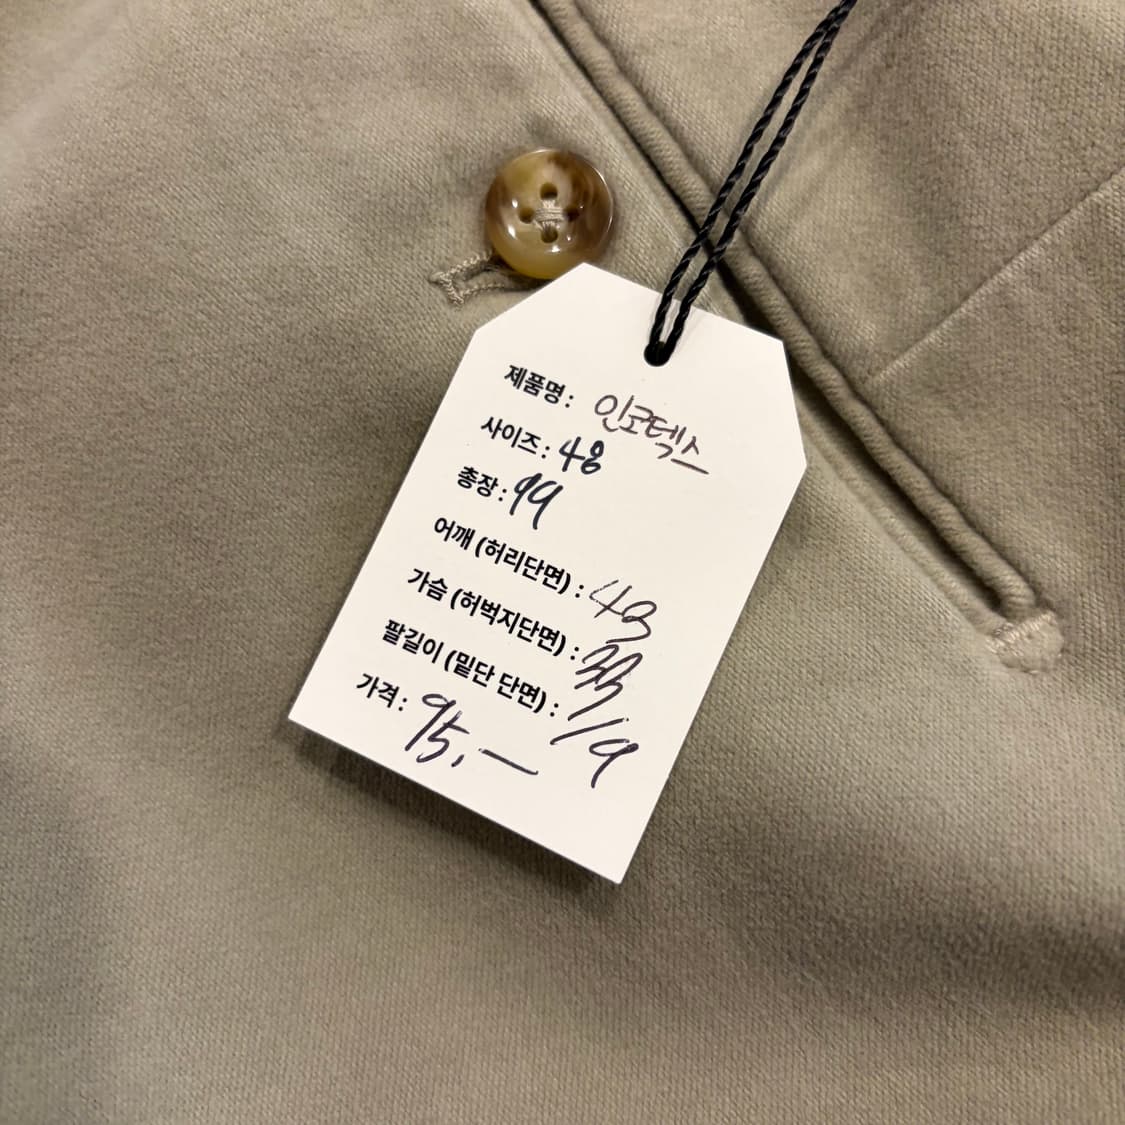 제품명: 인코텍스
사이즈: 48
총장: 99
어깨 (허리단면) : 43
가슴 (허벅지단면) : 33
팔길이 (밑단 단면) : 19
가격: 95,-